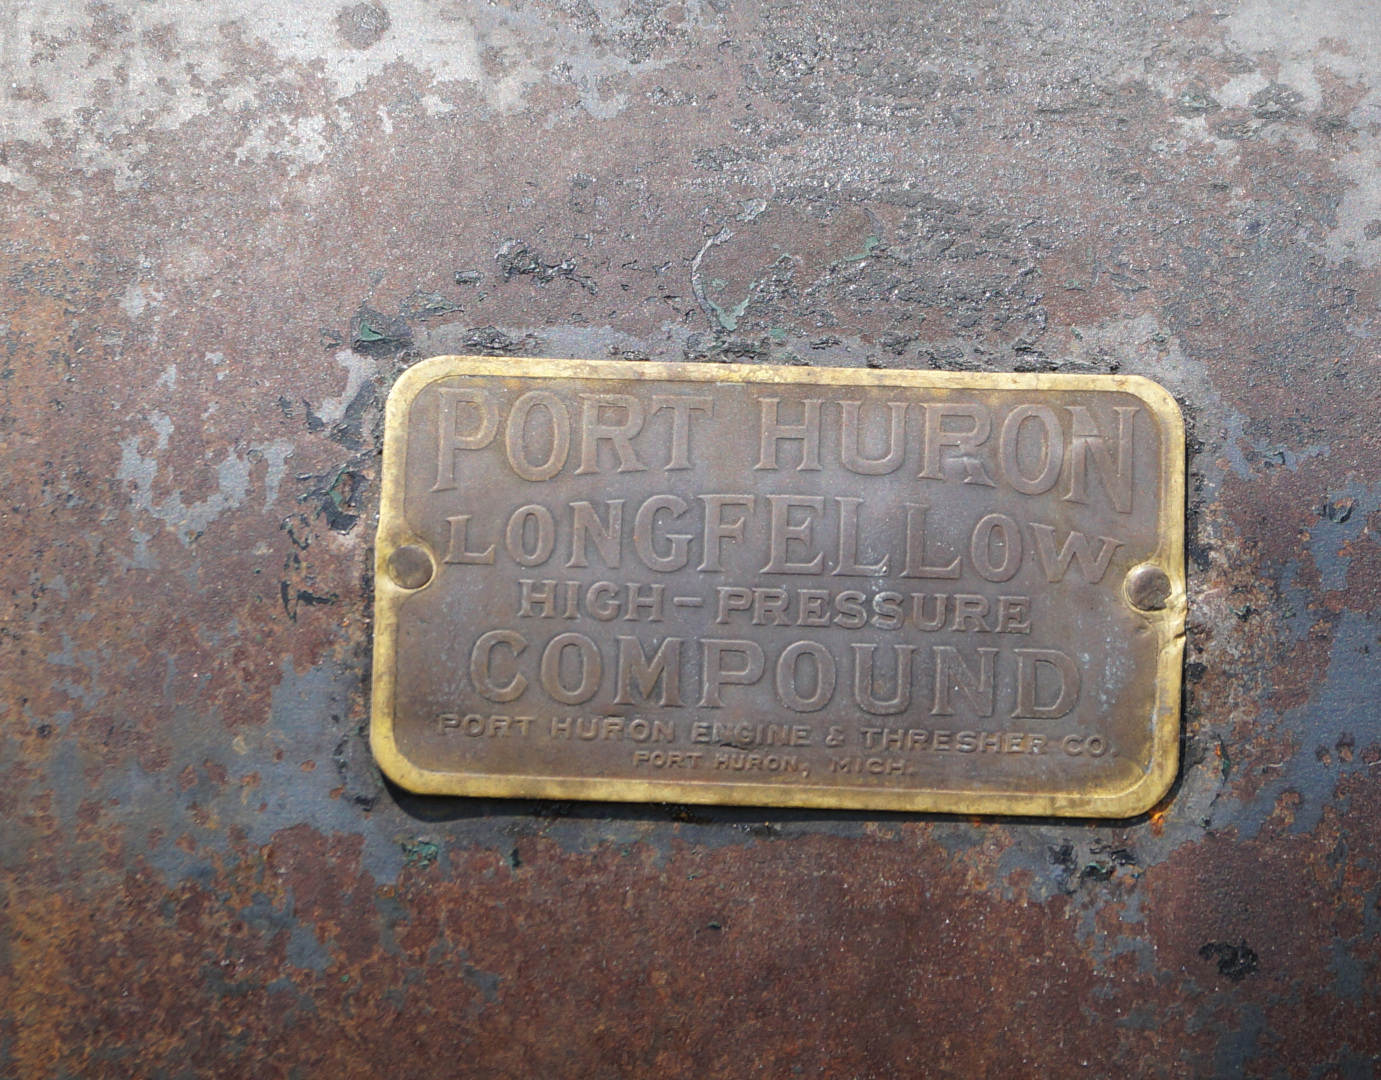 PORT HURON
LONGFELLOW
HIGH-PRESSURE
COMPOUND
PORT HURON ENGINE & THRESHER CO.
PORT HURON, MICH.